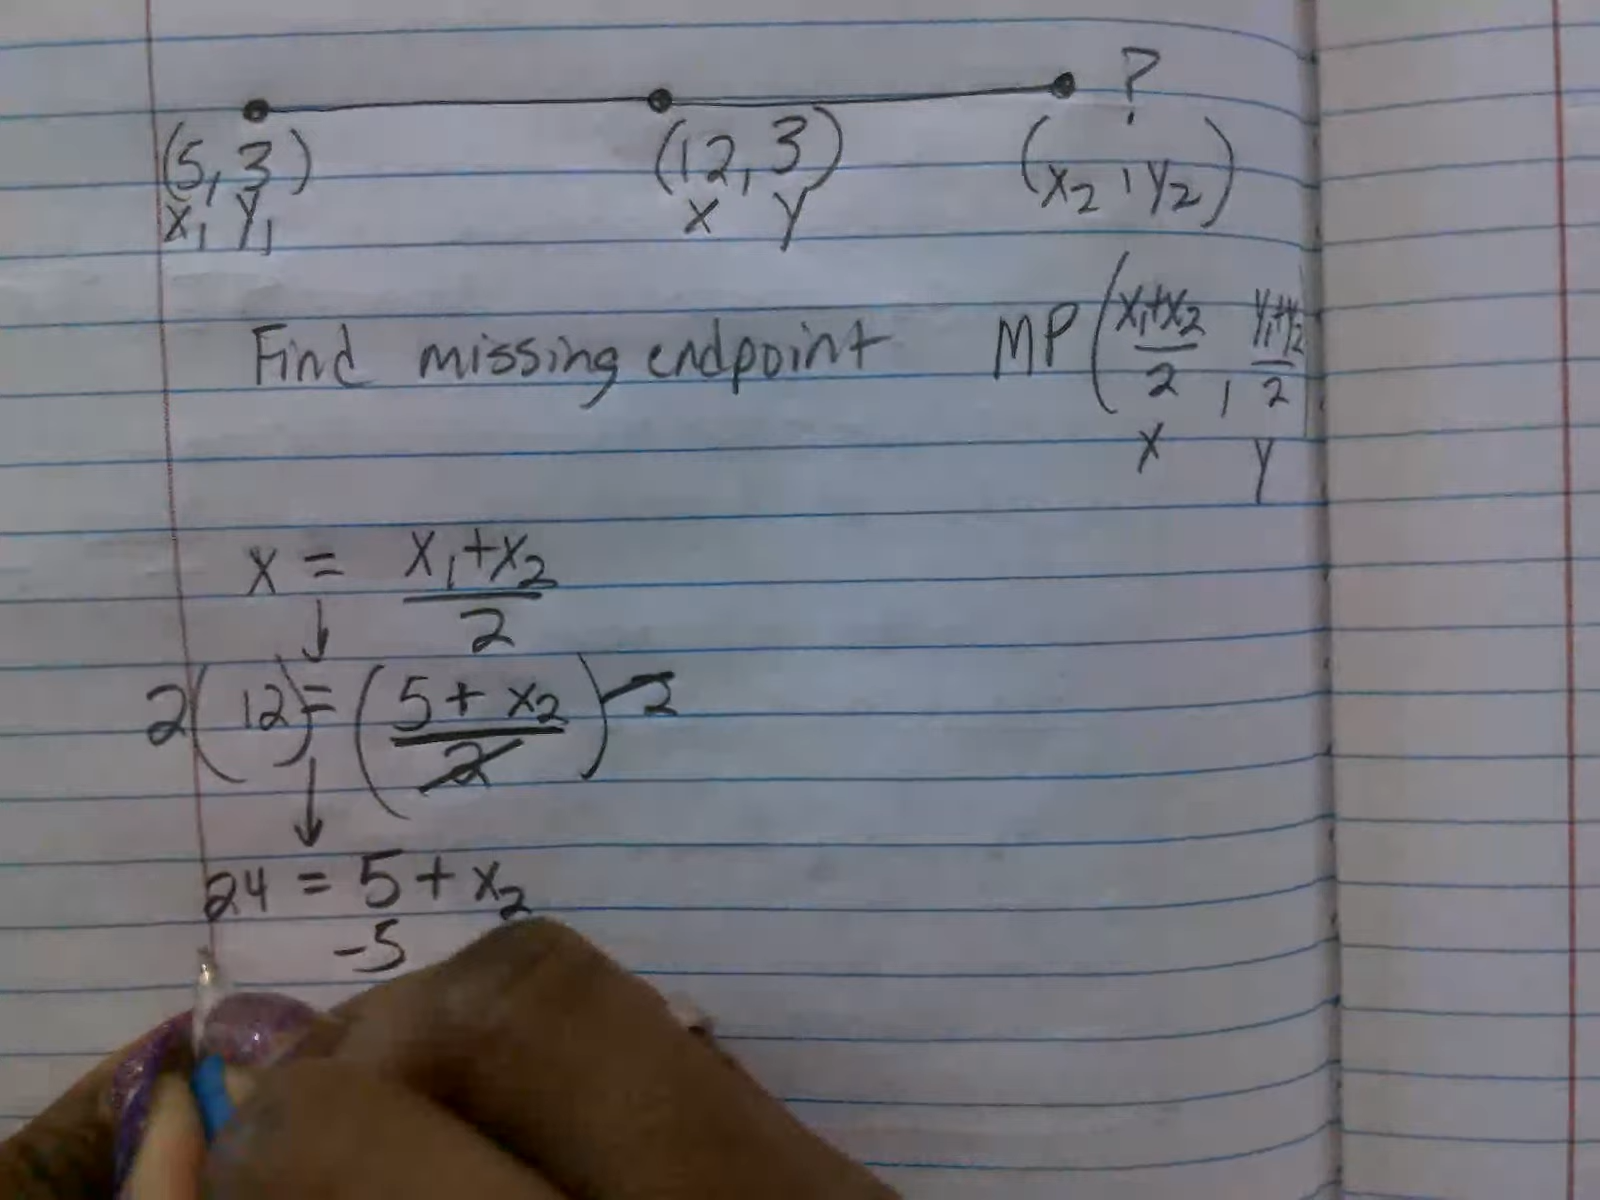 ?
(5, 3) (12, 3) (x₂, y₂)
x₁ y₁ x y
Find missing endpoint MP (x₁+x₂/2, y₁+y₂/2)
x y
x = x₁+x₂/2
↓
2(12) = (5 + x₂/2) 2
↓
24 = 5 + x₂
-5